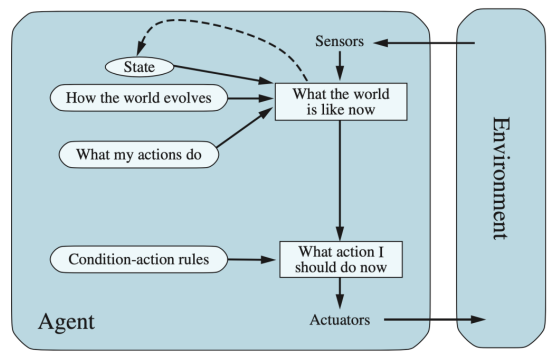 Sensors
State
How the world evolves
What the world
is like now
What my actions do
Condition-action rules
What action I
should do now
Agent
Actuators
Environment